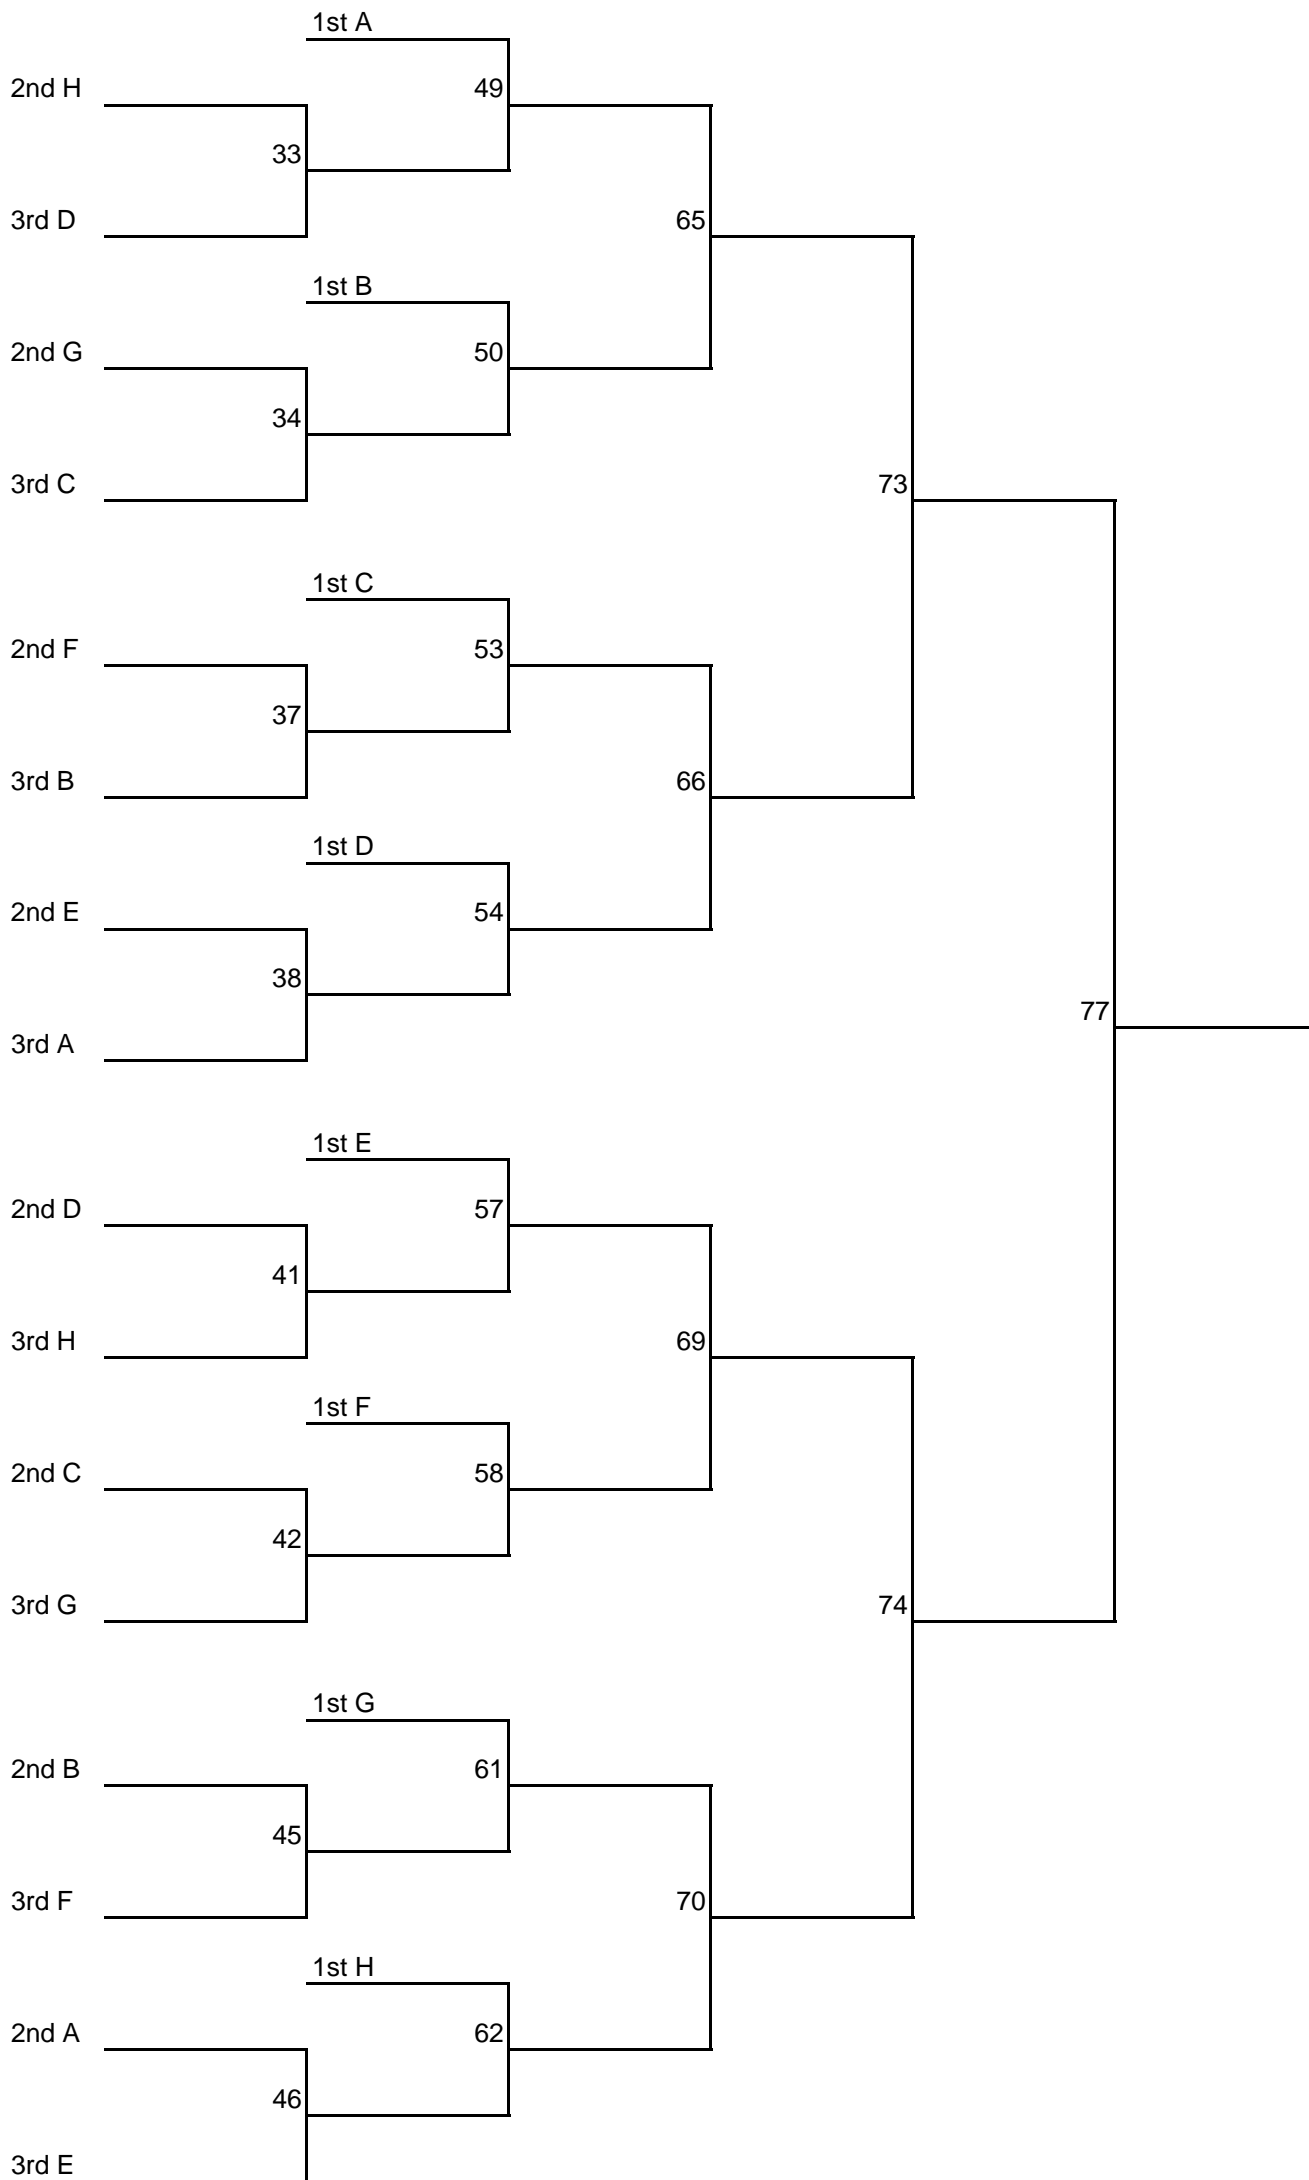 1st A
2nd H
49
33
3rd D
65
1st B
2nd G
50
34
3rd C
73
1st C
2nd F
53
37
3rd B
66
1st D
2nd E
54
38
77
3rd A
1st E
2nd D
57
41
3rd H
69
1st F
2nd C
58
42
3rd G
74
1st G
2nd B
61
45
3rd F
70
1st H
2nd A
62
46
3rd E